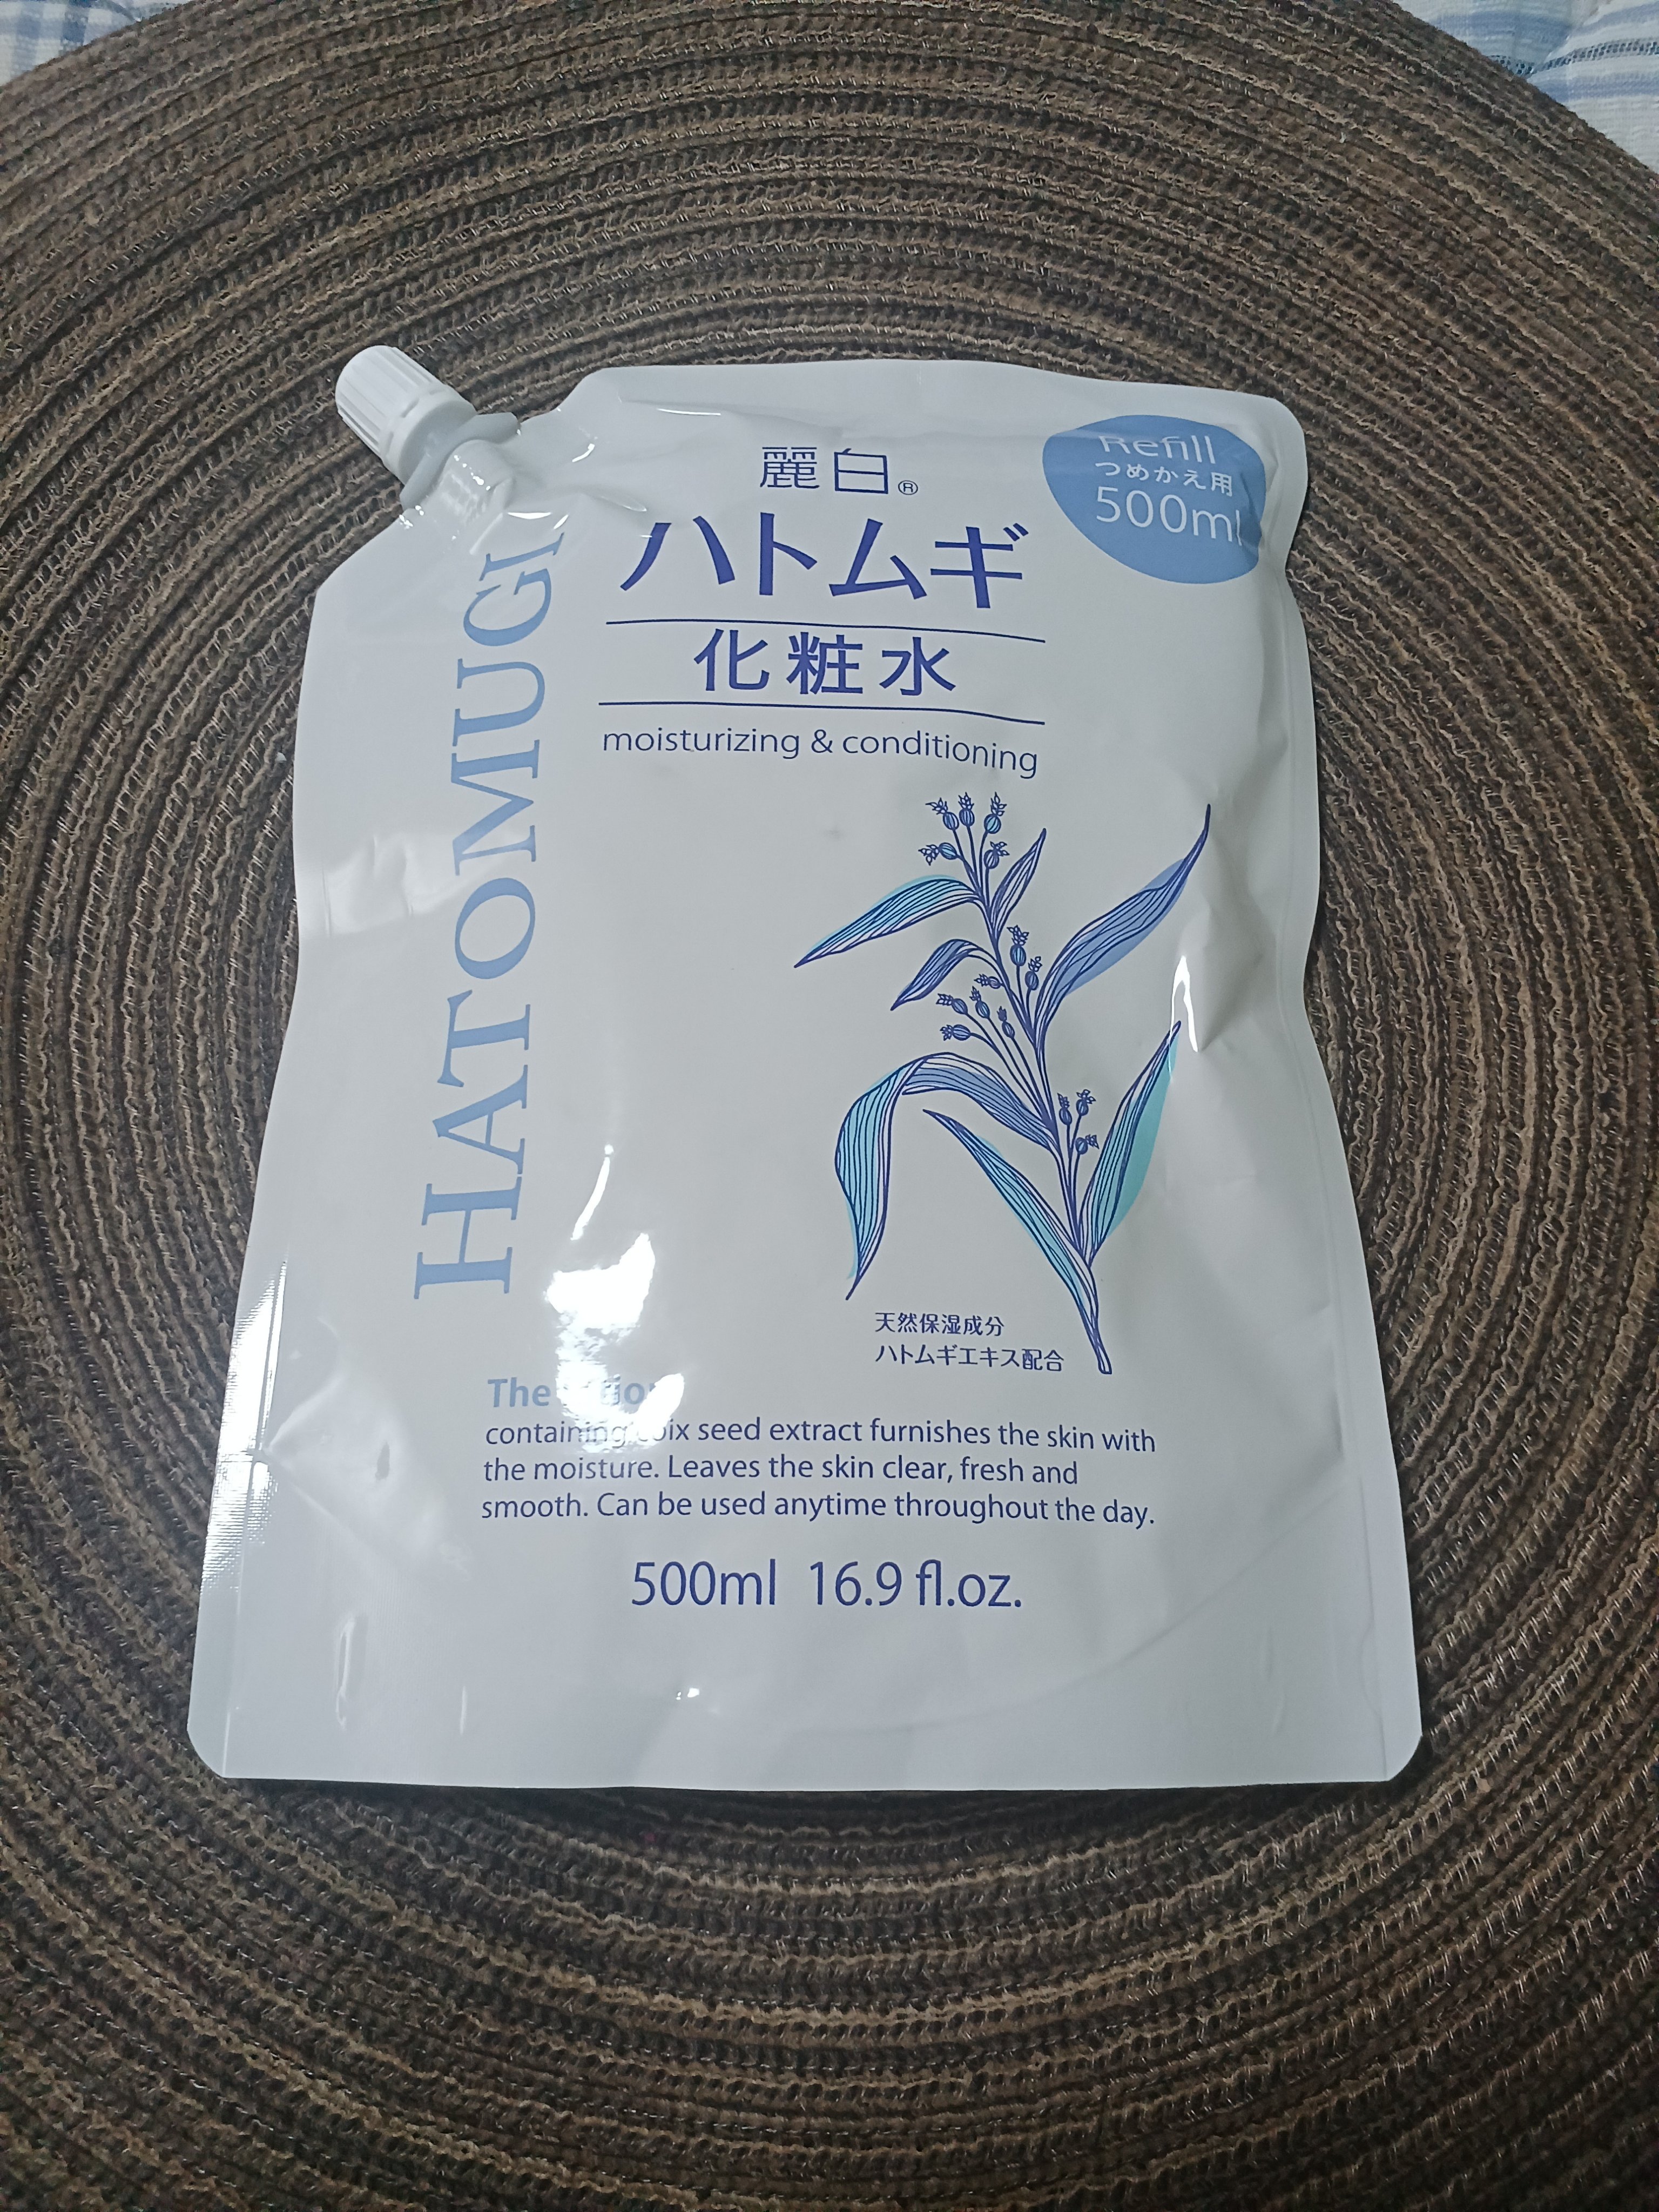 麗白®
Refill
つめかえ用
500ml
ハトムギ
化粧水
moisturizing & conditioning
HATOMUGI
天然保湿成分
ハトムギエキス配合
The
containing coix seed extract furnishes the skin with
the moisture. Leaves the skin clear, fresh and
smooth. Can be used anytime throughout the day.
500ml 16.9 fl.oz.